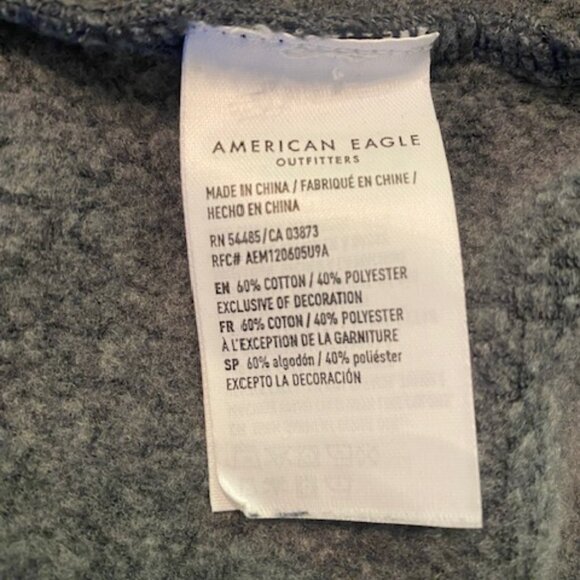 AMERICAN EAGLE
OUTFITTERS
MADE IN CHINA / FABRIQUÉ EN CHINE /
HECHO EN CHINA
RN 54485/CA 03873
RFC# AEM120605U9A
EN 60% COTTON / 40% POLYESTER
EXCLUSIVE OF DECORATION
FR 60% COTON / 40% POLYESTER
À L'EXCEPTION DE LA GARNITURE
SP 60% algodón / 40% poliéster
EXCEPTO LA DECORACIÓN